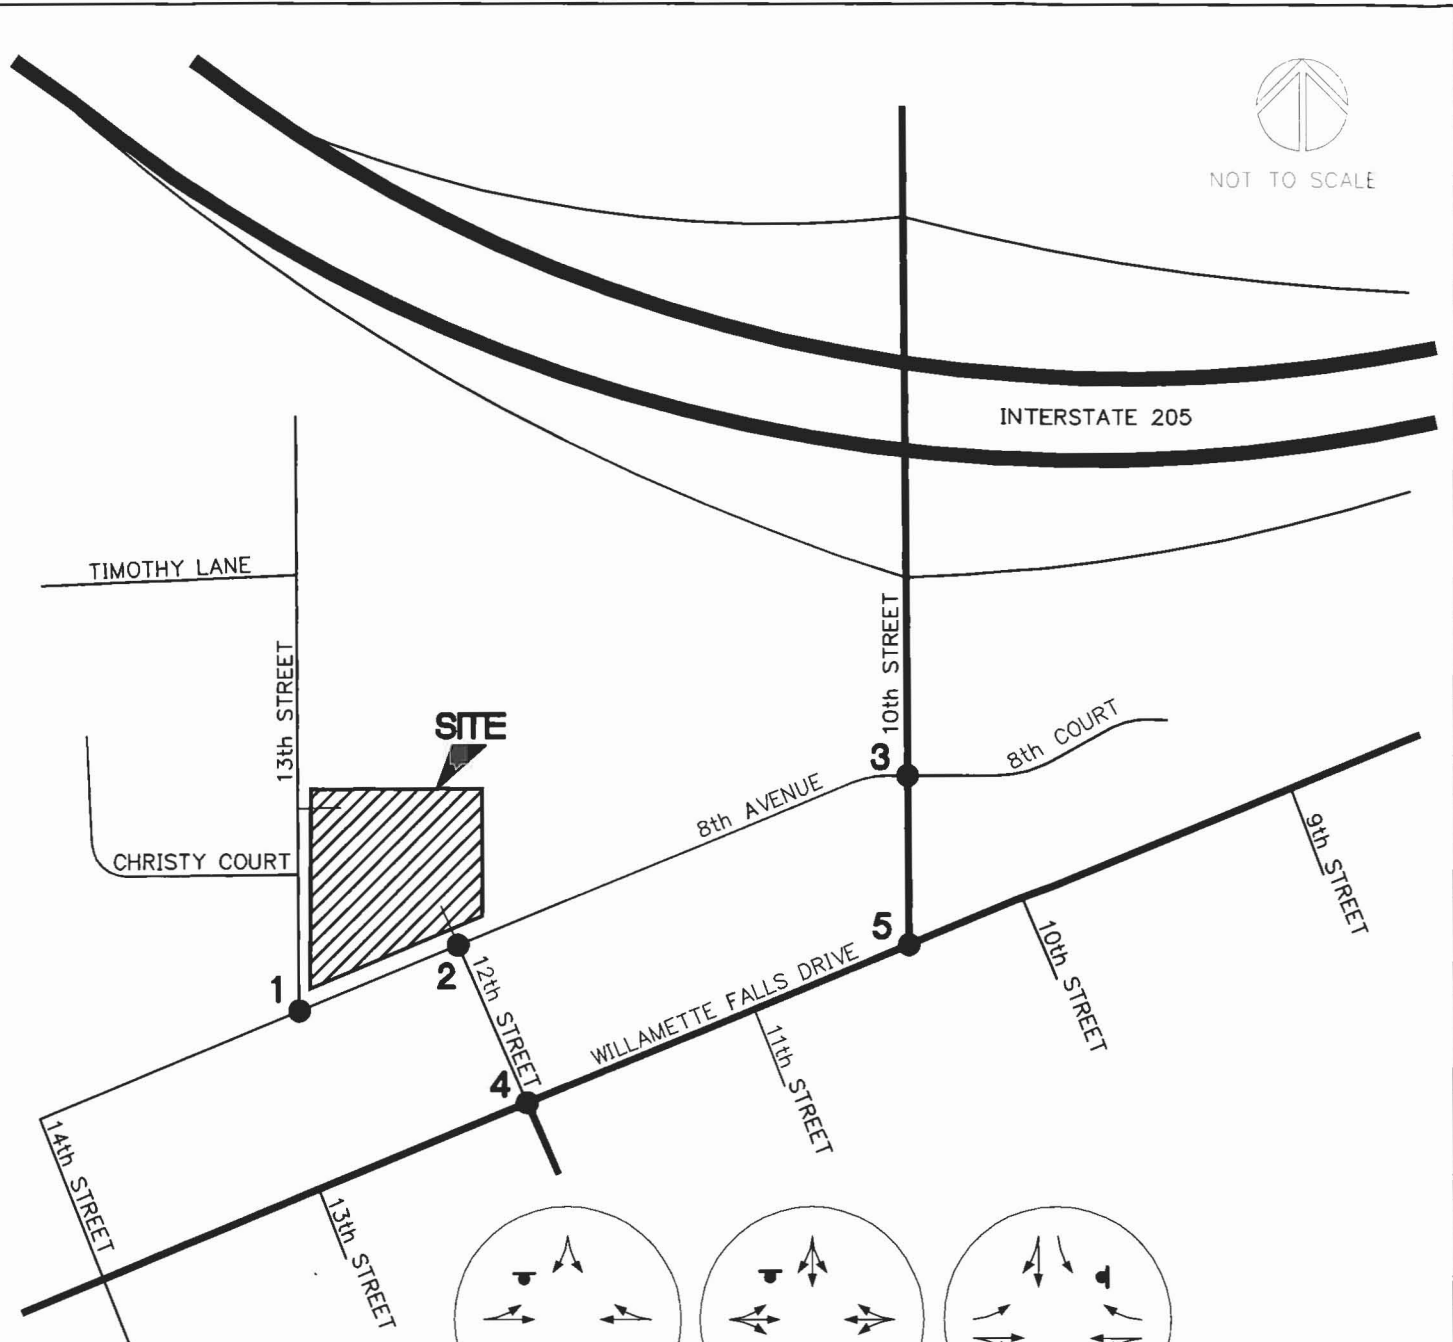 NOT TO SCALE
INTERSTATE 205
TIMOTHY LANE
13th STREET
10th STREET
SITE
3
8th COURT
8th AVENUE
CHRISTY COURT
9th STREET
1
2
12th STREET
5
10th STREET
WILLAMETTE FALLS DRIVE
11th STREET
4
14th STREET
13th STREET